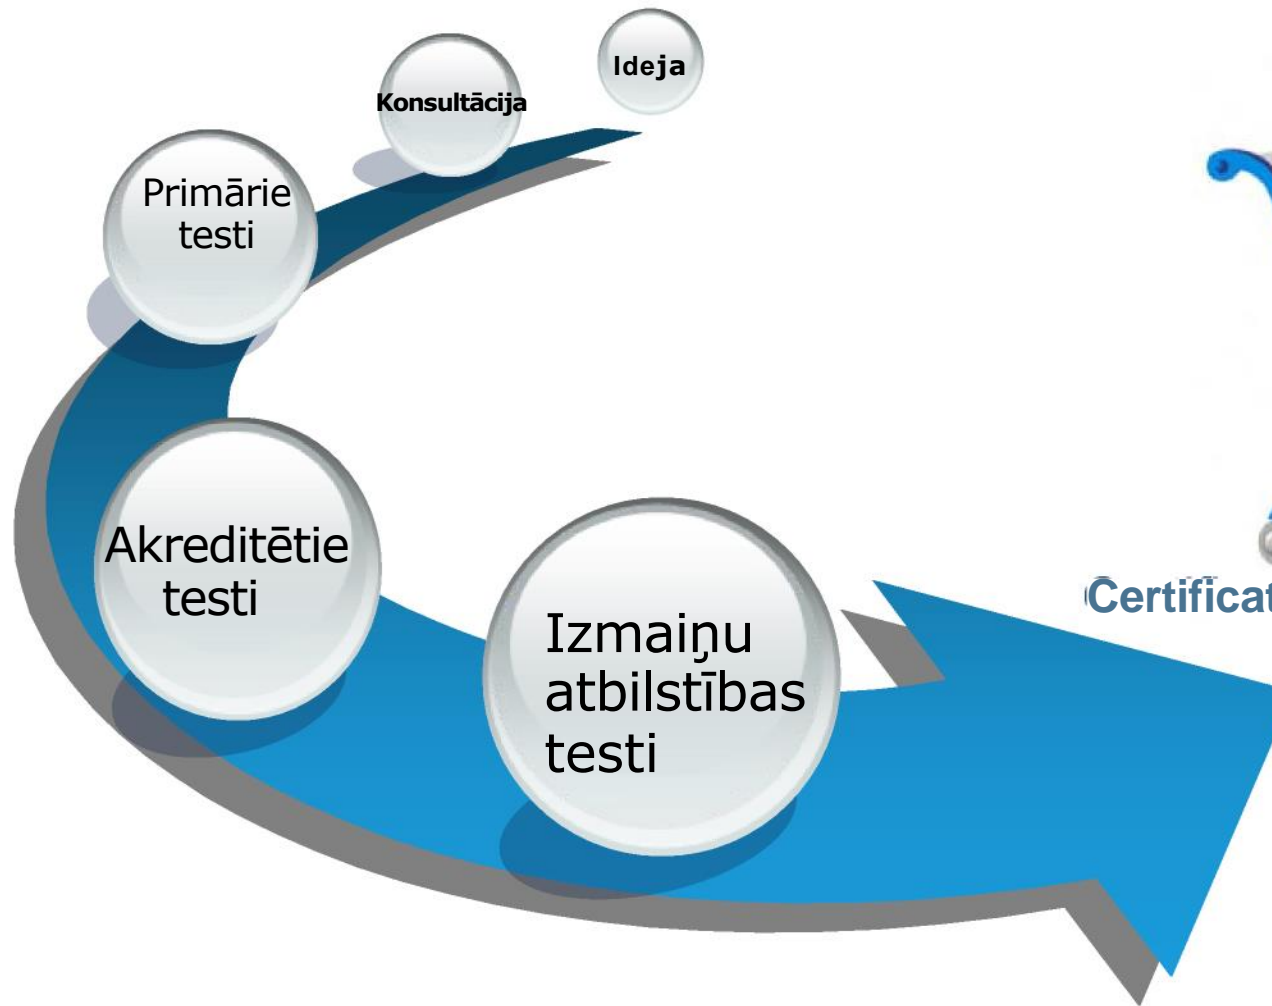 Ideja
Konsultācija
Primārie
testi
Akreditētie
testi
Izmaiņu
atbilstības
testi